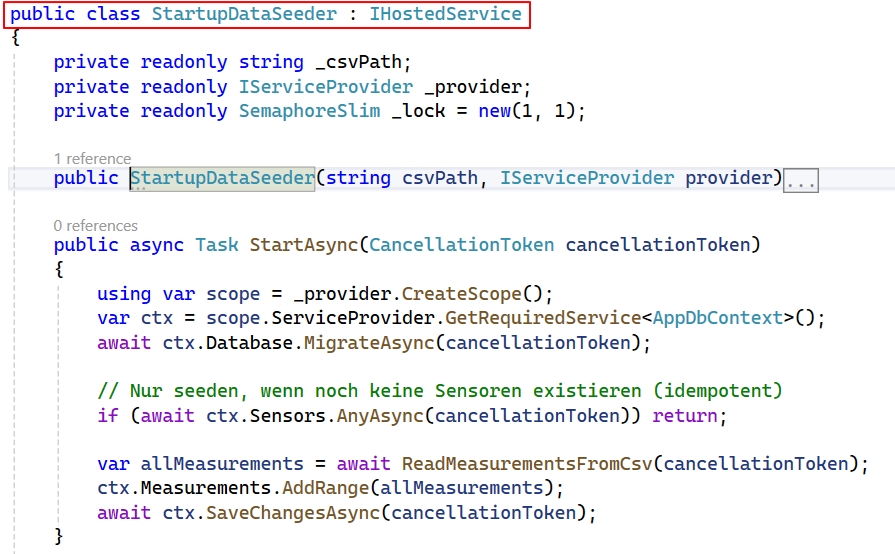 public class StartupDataSeeder : IHostedService
{
private readonly string _csvPath;
private readonly IServiceProvider _provider;
private readonly SemaphoreSlim _lock = new(1, 1);
1 reference
public StartupDataSeeder(string csvPath, IServiceProvider provider)...
0 references
public async Task StartAsync(CancellationToken cancellationToken)
{
using var scope = _provider.CreateScope();
var ctx = scope.ServiceProvider.GetRequiredService<AppDbContext>();
await ctx.Database.MigrateAsync(cancellationToken);
// Nur seeden, wenn noch keine Sensoren existieren (idempotent)
if (await ctx.Sensors.AnyAsync(cancellationToken)) return;
var allMeasurements = await ReadMeasurementsFromCsv(cancellationToken);
ctx.Measurements.AddRange(allMeasurements);
await ctx.SaveChangesAsync(cancellationToken);
}